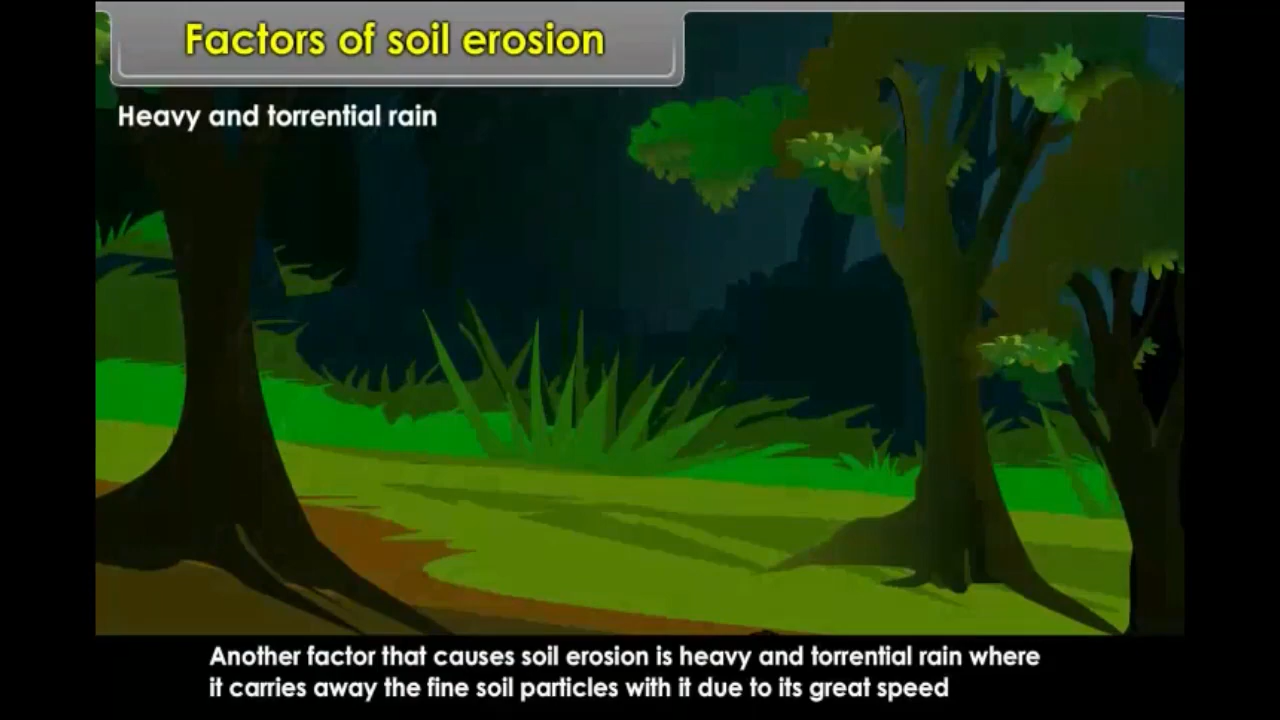 Factors of soil erosion
Heavy and torrential rain
Another factor that causes soil erosion is heavy and torrential rain where
it carries away the fine soil particles with it due to its great speed